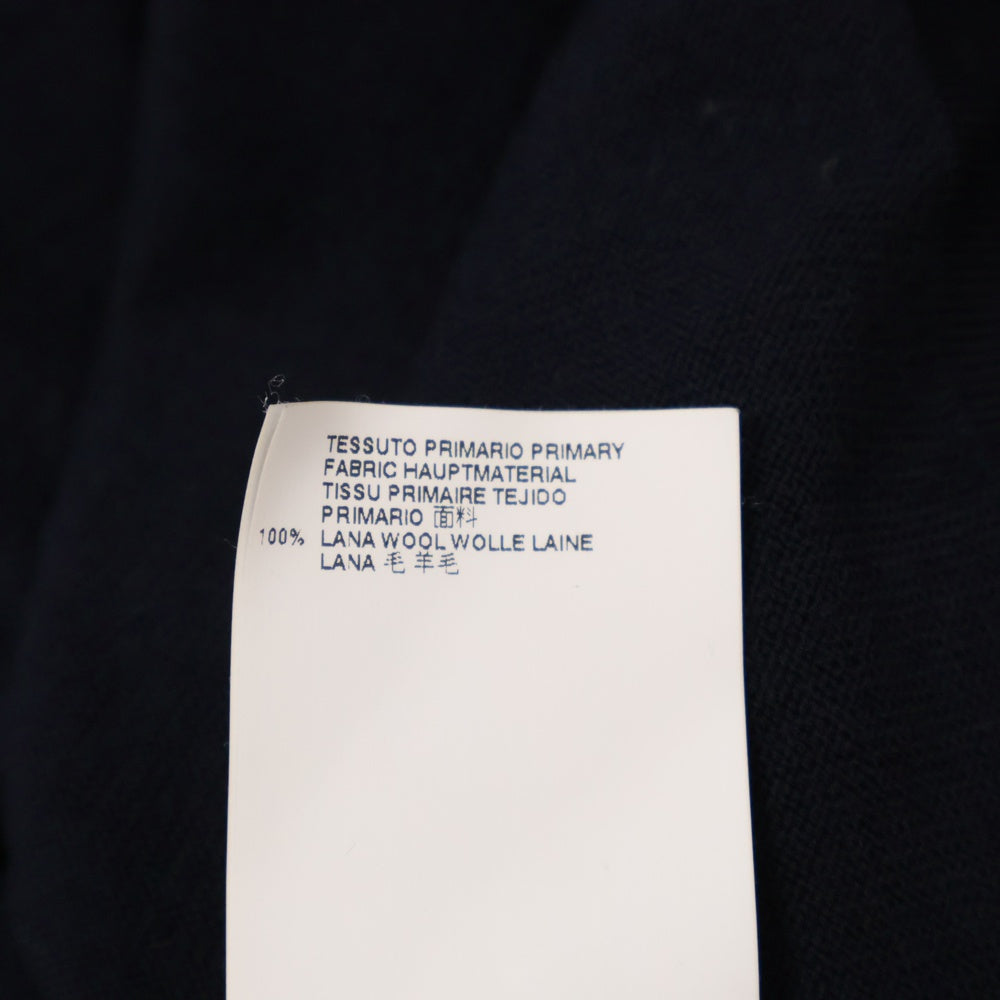 TESSUTO PRIMARIO PRIMARY
FABRIC HAUPTMATERIAL
TISSU PRIMAIRE TEJIDO
PRIMARIO 面料
100% LANA WOOL WOLLE LAINE
LANA 毛 羊毛